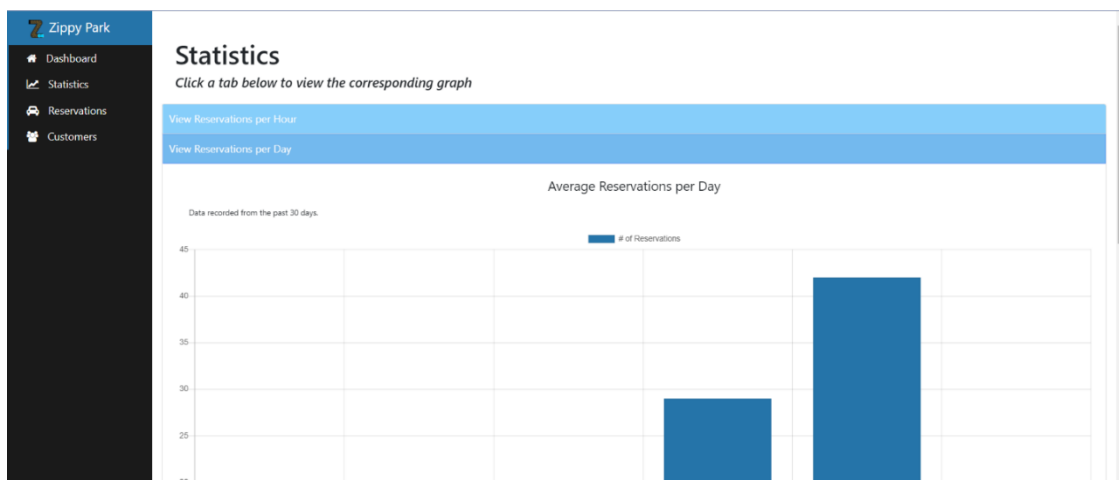 Zippy Park
Dashboard
Statistics
Reservations
Customers
Statistics
Click a tab below to view the corresponding graph
View Reservations per Hour
View Reservations per Day
Average Reservations per Day
Data recorded from the past 30 days.
# of Reservations
45
40
35
30
25